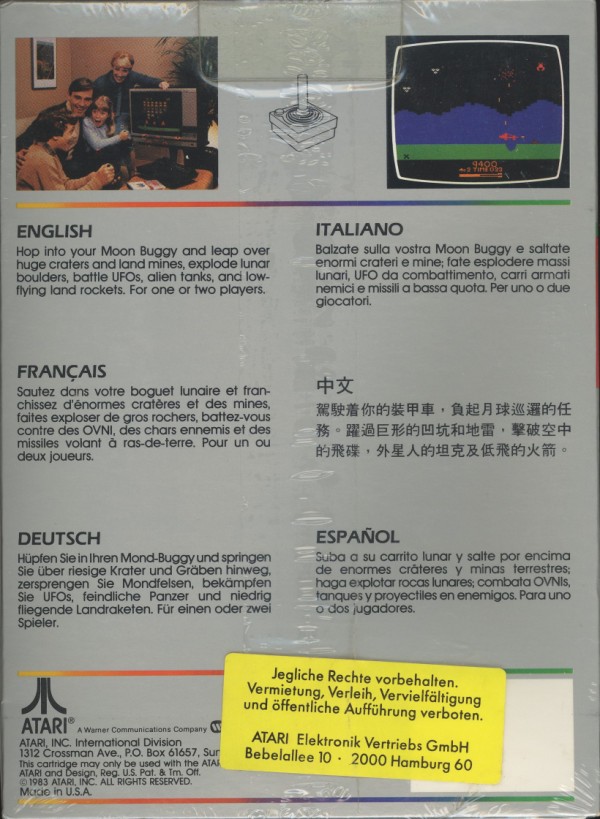 9400
ENGLISH
Hop into your Moon Buggy and leap over
huge craters and land mines, explode lunar
boulders, battle UFOs, alien tanks, and low-
flying land rockets. For one or two players.
ITALIANO
Balzate sulla vostra Moon Buggy e saltate
enormi crateri e mine; fate esplodere massi
lunari, UFO da combattimento, carri armati
nemici e missili a bassa quota. Per uno o due
giocatori.
FRANÇAIS
Sautez dans votre boguet lunaire et fran-
chissez d'énormes cratères et des mines,
faites exploser de gros rochers, battez-vous
contre des OVNI, des chars ennemis et des
missiles volant à ras-de-terre. Pour un ou
deux joueurs.
中文
駕駛着你的裝甲車，負起月球巡邏的任
務。躍過巨形的凹坑和地雷，擊破空中
的飛碟，外星人的坦克及低飛的火箭。
DEUTSCH
Hüpfen Sie in Ihren Mond-Buggy und springen
Sie über riesige Krater und Gräben hinweg,
zersprengen Sie Mondfelsen, bekämpfen
Sie UFOs, feindliche Panzer und niedrig
fliegende Landraketen. Für einen oder zwei
Spieler.
ESPAÑOL
Suba a su carrito lunar y salte por encima
de enormes cráteres y minas terrestres;
haga explotar rocas lunares; combata OVNIs,
tanques y proyectiles en enemigos. Para uno
o dos jugadores.
ATARI®
A Warner Communications Company
ATARI, INC. International Division
1312 Crossman Ave., P.O. Box 61657, Sun
This cartridge may only be used with the ATA
ATARI and Design, Reg. U.S. Pat. & Tm. Off.
© 1983 ATARI, INC. ALL RIGHTS RESERVED.
Made in U.S.A.
Jegliche Rechte vorbehalten.
Vermietung, Verleih, Vervielfältigung
und öffentliche Aufführung verboten.
ATARI Elektronik Vertriebs GmbH
Bebelallee 10 · 2000 Hamburg 60